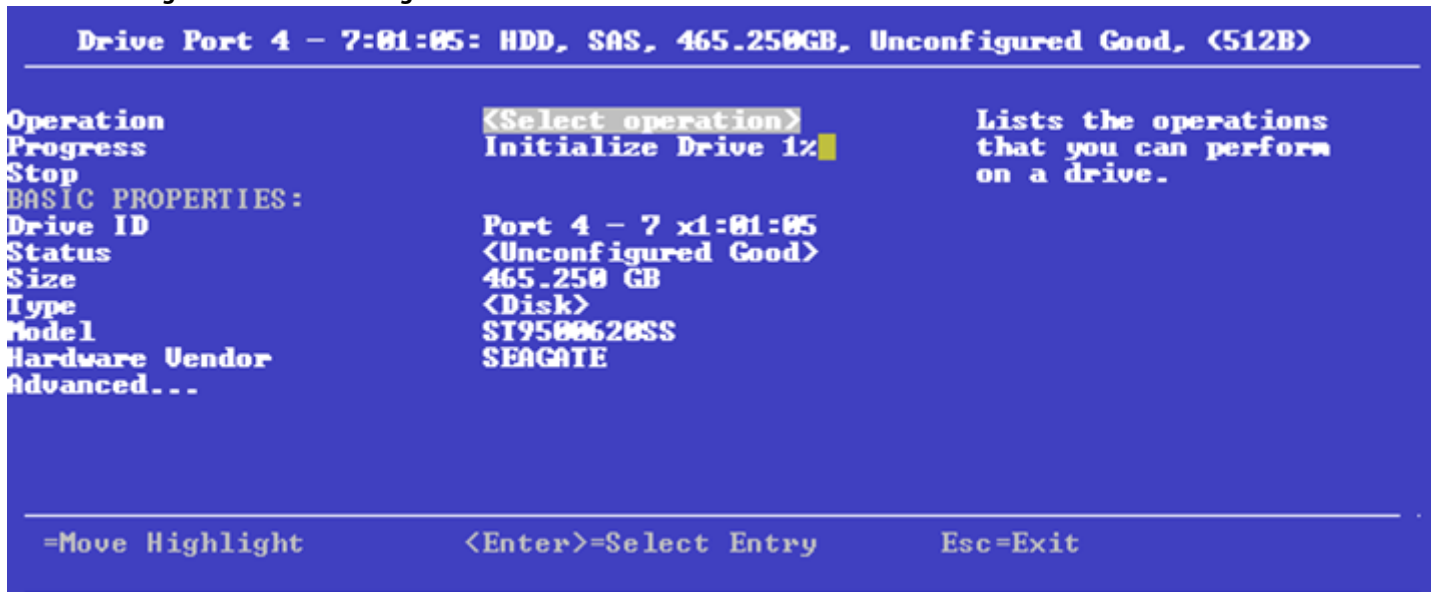 Drive Port 4 – 7:01:05: HDD, SAS, 465.250GB, Unconfigured Good, <512B>
Operation <Select operation> Lists the operations
Progress Initialize Drive 1% that you can perform
Stop on a drive.
BASIC PROPERTIES:
Drive ID Port 4 – 7 x1:01:05
Status <Unconfigured Good>
Size 465.250 GB
Type <Disk>
Model ST9500620SS
Hardware Vendor SEAGATE
Advanced...
=Move Highlight <Enter>=Select Entry Esc=Exit